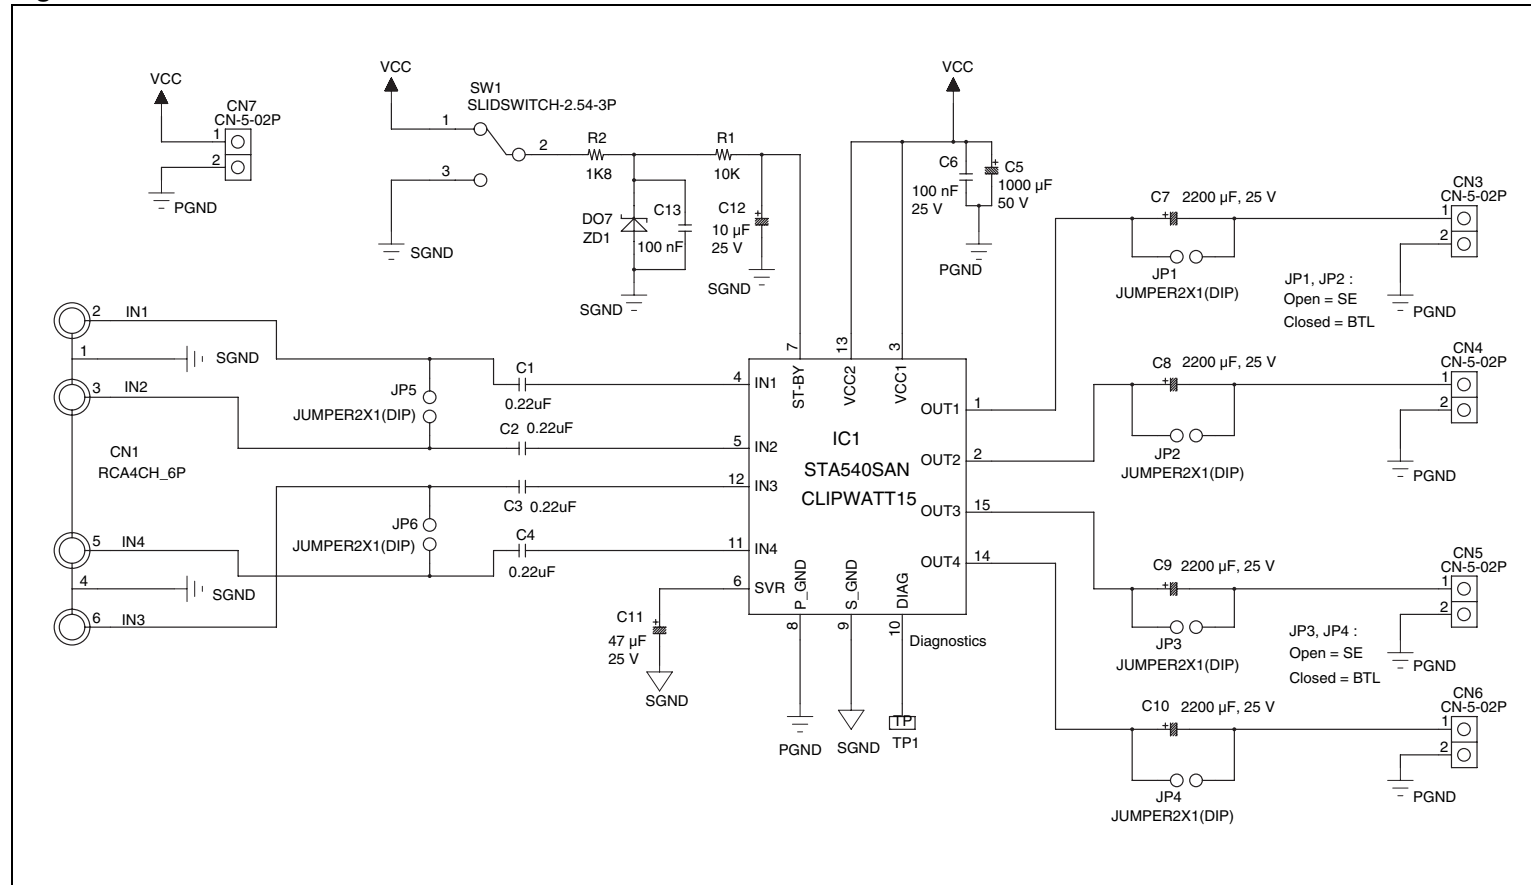 VCC
CN7
CN-5-02P
1
2
PGND
VCC
SW1
SLIDSWITCH-2.54-3P
1
2
3
SGND
R2
1K8
R1
10K
DO7
ZD1
C13
100 nF
SGND
C12
10 µF
25 V
SGND
VCC
C6
100 nF
25 V
C5
1000 µF
50 V
PGND
2
IN1
1
SGND
3
IN2
CN1
RCA4CH_6P
5
IN4
4
SGND
6
IN3
JP5
JUMPER2X1(DIP)
JP6
JUMPER2X1(DIP)
C1
0.22uF
C2
0.22uF
C3
0.22uF
C4
0.22uF
C11
47 µF
25 V
SGND
7
13
3
ST-BY
VCC2
VCC1
4
IN1
5
IN2
12
IN3
11
IN4
6
SVR
IC1
STA540SAN
CLIPWATT15
OUT1
1
OUT2
2
OUT3
15
OUT4
14
P_GND
S_GND
DIAG
8
9
10
Diagnostics
PGND
SGND
TP
TP1
C7
2200 µF, 25 V
JP1
JUMPER2X1(DIP)
CN3
CN-5-02P
1
2
PGND
JP1, JP2 :
Open = SE
Closed = BTL
C8
2200 µF, 25 V
JP2
JUMPER2X1(DIP)
CN4
CN-5-02P
1
2
PGND
C9
2200 µF, 25 V
JP3
JUMPER2X1(DIP)
CN5
CN-5-02P
1
2
PGND
JP3, JP4 :
Open = SE
Closed = BTL
C10
2200 µF, 25 V
JP4
JUMPER2X1(DIP)
CN6
CN-5-02P
1
2
PGND